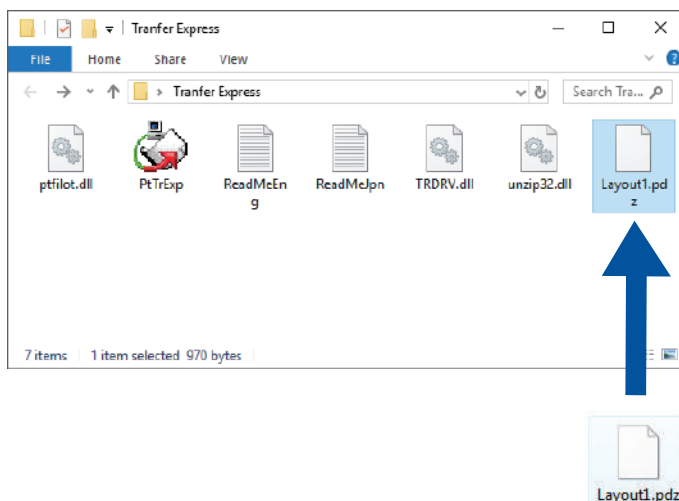 Tranfer Express
File Home Share View
Tranfer Express Search Tra...
ptfilot.dll PtTrExp ReadMeEn
g ReadMeJpn TRDRV.dll unzip32.dll Layout1.pd
z
7 items 1 item selected 970 bytes
Layout1.pdz